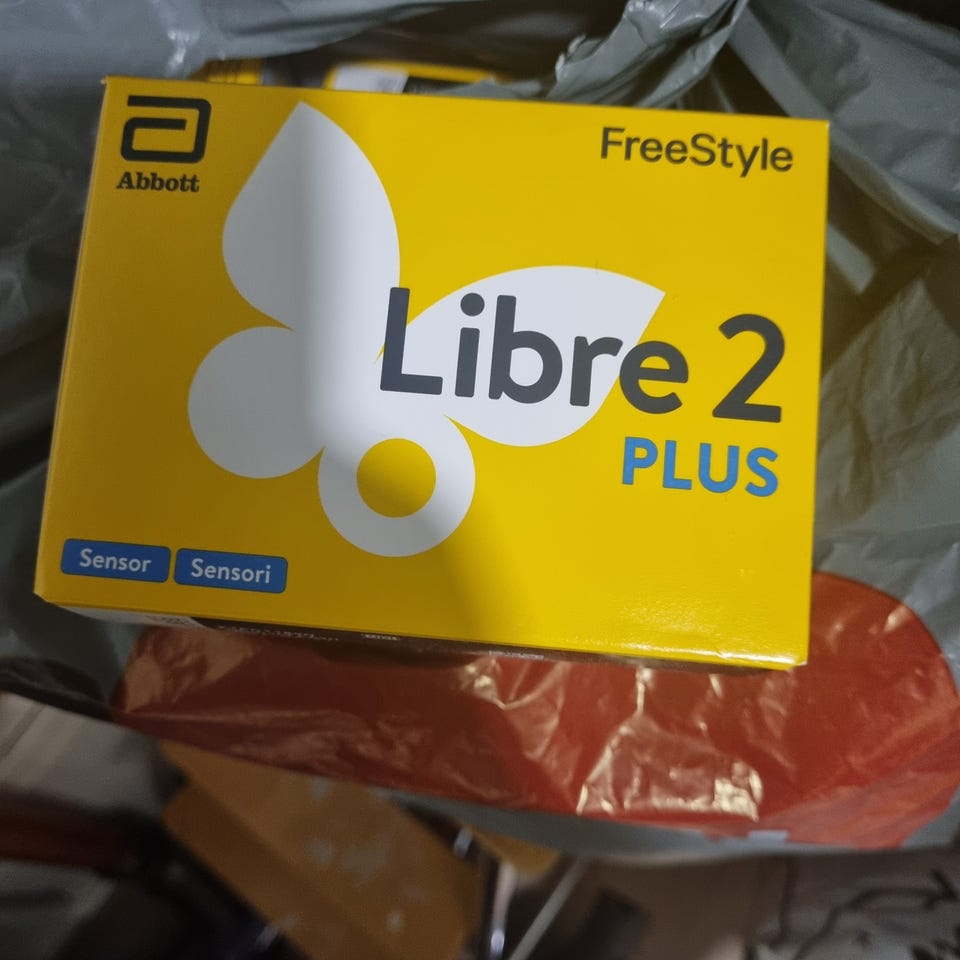 Abbott
FreeStyle
Libre 2
PLUS
Sensor Sensori